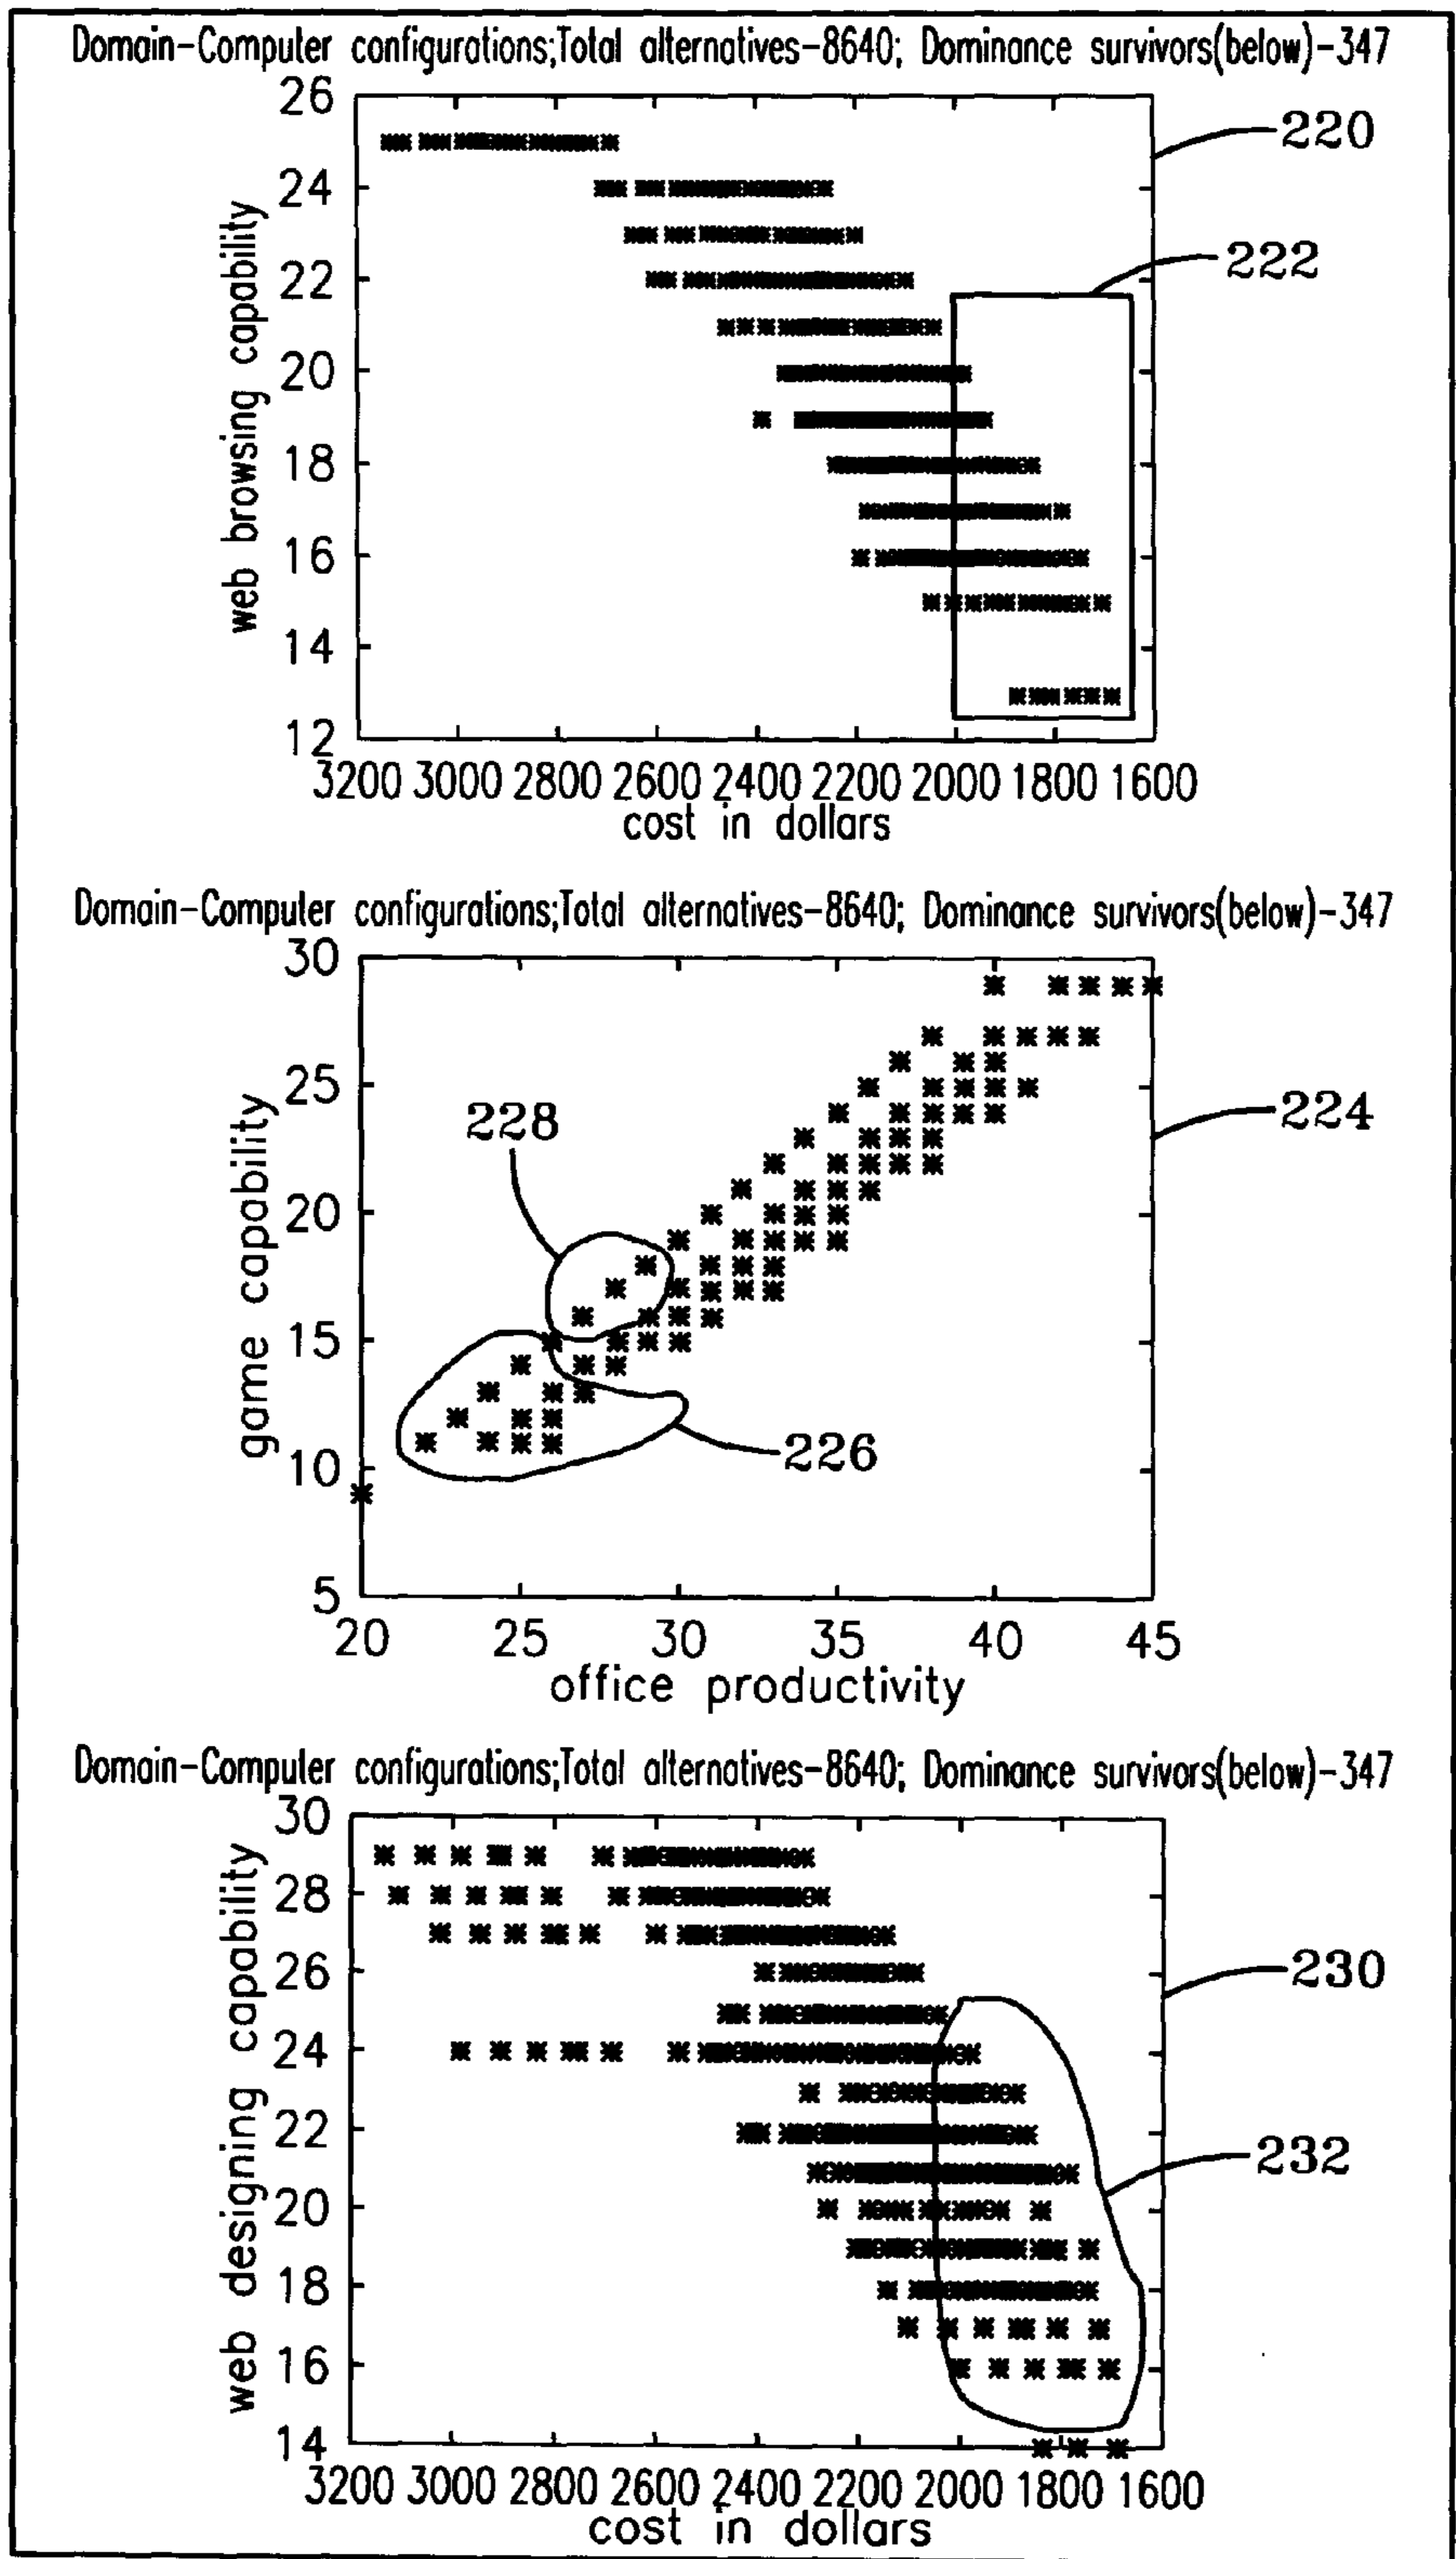 Domain-Computer configurations;Total alternatives-8640; Dominance survivors(below)-347
26
24
22
20
18
16
14
12
web browsing capability
220
222
3200 3000 2800 2600 2400 2200 2000 1800 1600
cost in dollars
Domain-Computer configurations;Total alternatives-8640; Dominance survivors(below)-347
30
25
20
15
10
5
game capability
228
224
226
20 25 30 35 40 45
office productivity
Domain-Computer configurations;Total alternatives-8640; Dominance survivors(below)-347
30
28
26
24
22
20
18
16
14
web designing capability
230
232
3200 3000 2800 2600 2400 2200 2000 1800 1600
cost in dollars